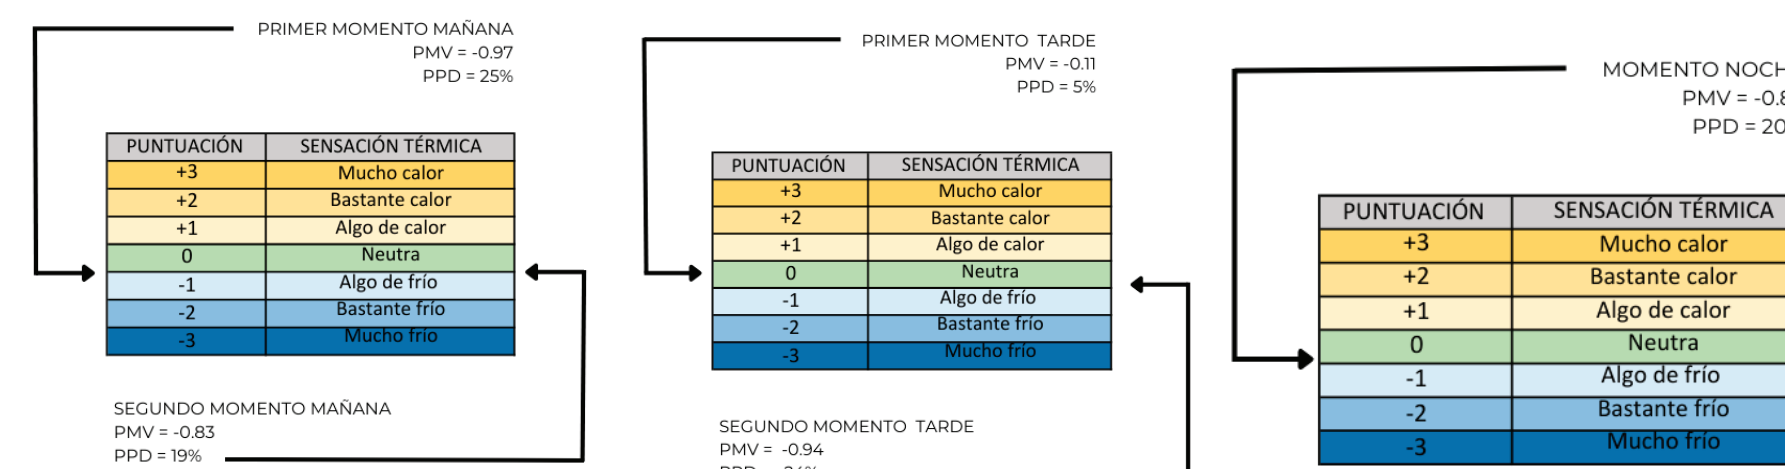 PRIMER MOMENTO MAÑANA
PMV = -0.97
PPD = 25%
PUNTUACIÓN SENSACIÓN TÉRMICA
+3 Mucho calor
+2 Bastante calor
+1 Algo de calor
0 Neutra
-1 Algo de frío
-2 Bastante frío
-3 Mucho frío
SEGUNDO MOMENTO MAÑANA
PMV = -0.83
PPD = 19%
PRIMER MOMENTO TARDE
PMV = -0.11
PPD = 5%
PUNTUACIÓN SENSACIÓN TÉRMICA
+3 Mucho calor
+2 Bastante calor
+1 Algo de calor
0 Neutra
-1 Algo de frío
-2 Bastante frío
-3 Mucho frío
SEGUNDO MOMENTO TARDE
PMV = -0.94
MOMENTO
PMV =
PPD =
PUNTUACIÓN SENSACIÓN TÉRMICA
+3 Mucho calor
+2 Bastante calor
+1 Algo de calor
0 Neutra
-1 Algo de frío
-2 Bastante frío
-3 Mucho frío